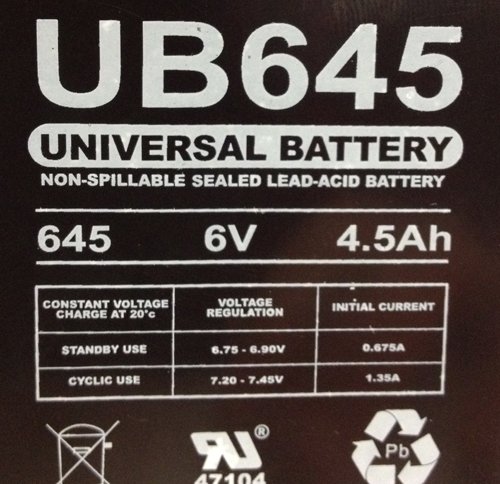 UB645
UNIVERSAL BATTERY
NON-SPILLABLE SEALED LEAD-ACID BATTERY
645 6V 4.5Ah
CONSTANT VOLTAGE CHARGE AT 20°c VOLTAGE REGULATION INITIAL CURRENT
STANDBY USE 6.75 - 6.90V 0.675A
CYCLIC USE 7.20 - 7.45V 1.35A
RU® Pb
47104